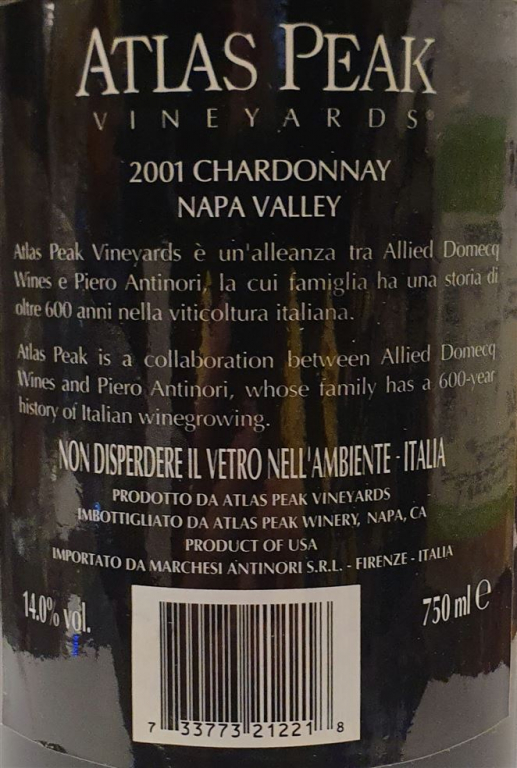 ATLAS PEAK
VINEYARDS®
2001 CHARDONNAY
NAPA VALLEY
Atlas Peak Vineyards è un'alleanza tra Allied Domecq
Wines e Piero Antinori, la cui famiglia ha una storia di
oltre 600 anni nella viticoltura italiana.
Atlas Peak is a collaboration between Allied Domecq
Wines and Piero Antinori, whose family has a 600-year
history of Italian winegrowing.
NON DISPERDERE IL VETRO NELL'AMBIENTE - ITALIA
PRODOTTO DA ATLAS PEAK VINEYARDS
IMBOTTIGLIATO DA ATLAS PEAK WINERY, NAPA, CA
PRODUCT OF USA
IMPORTATO DA MARCHESI ANTINORI S.R.L. - FIRENZE - ITALIA
14.0% vol.
750 ml e
7 33773 21221 8